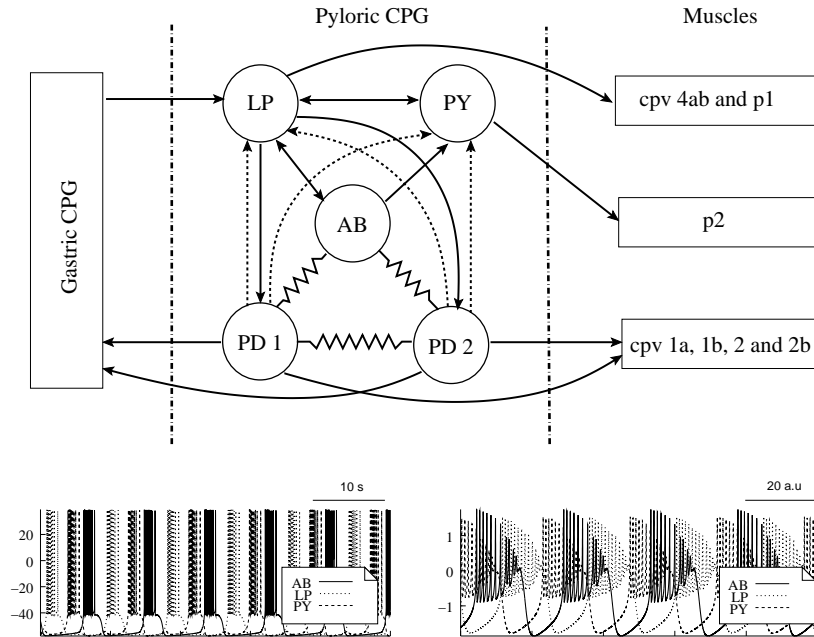 Pyloric CPG
Muscles
Gastric CPG
LP
PY
AB
PD 1
PD 2
cpv 4ab and p1
p2
cpv 1a, 1b, 2 and 2b
10 s
20
0
−20
−40
AB
LP
PY
20 a.u
1
0
−1
AB
LP
PY